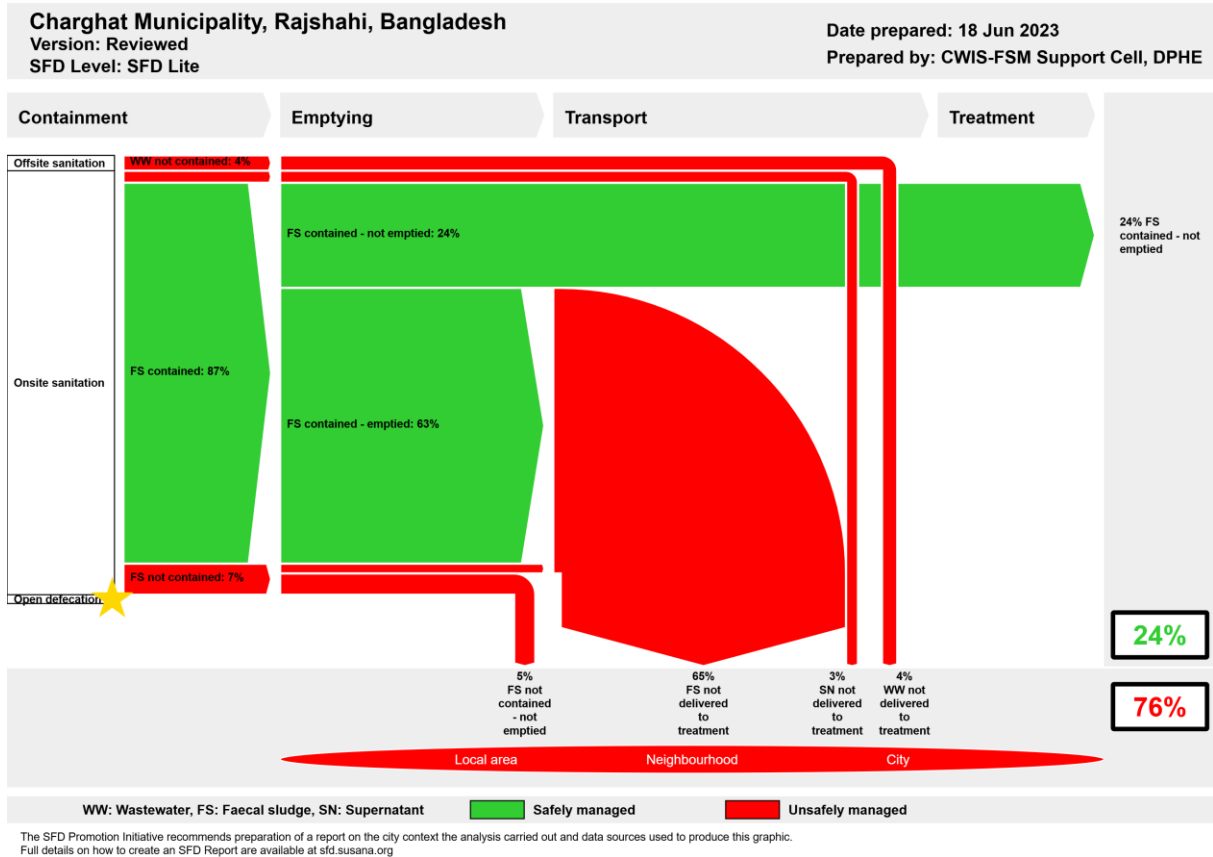 Charghat Municipality, Rajshahi, Bangladesh
Version: Reviewed
SFD Level: SFD Lite
Date prepared: 18 Jun 2023
Prepared by: CWIS-FSM Support Cell, DPHE
Containment
Emptying
Transport
Treatment
Offsite sanitation
WW not contained: 4%
FS contained - not emptied: 24%
24% FS
contained - not
emptied
Onsite sanitation
FS contained: 87%
FS contained - emptied: 63%
FS not contained: 7%
Open defecation
24%
5%
FS not
contained
- not
emptied
65%
FS not
delivered
to
treatment
3%
SN not
delivered
to
treatment
4%
WW not
delivered
to
treatment
76%
Local area
Neighbourhood
City
WW: Wastewater, FS: Faecal sludge, SN: Supernatant
Safely managed
Unsafely managed
The SFD Promotion Initiative recommends preparation of a report on the city context the analysis carried out and data sources used to produce this graphic.
Full details on how to create an SFD Report are available at sfd.susana.org